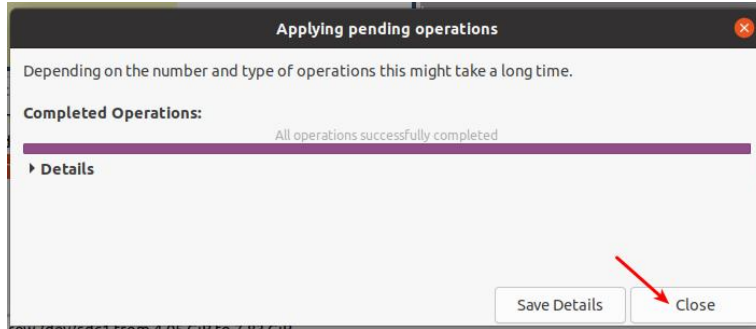 Applying pending operations
Depending on the number and type of operations this might take a long time.
Completed Operations:
All operations successfully completed
Details
Save Details
Close